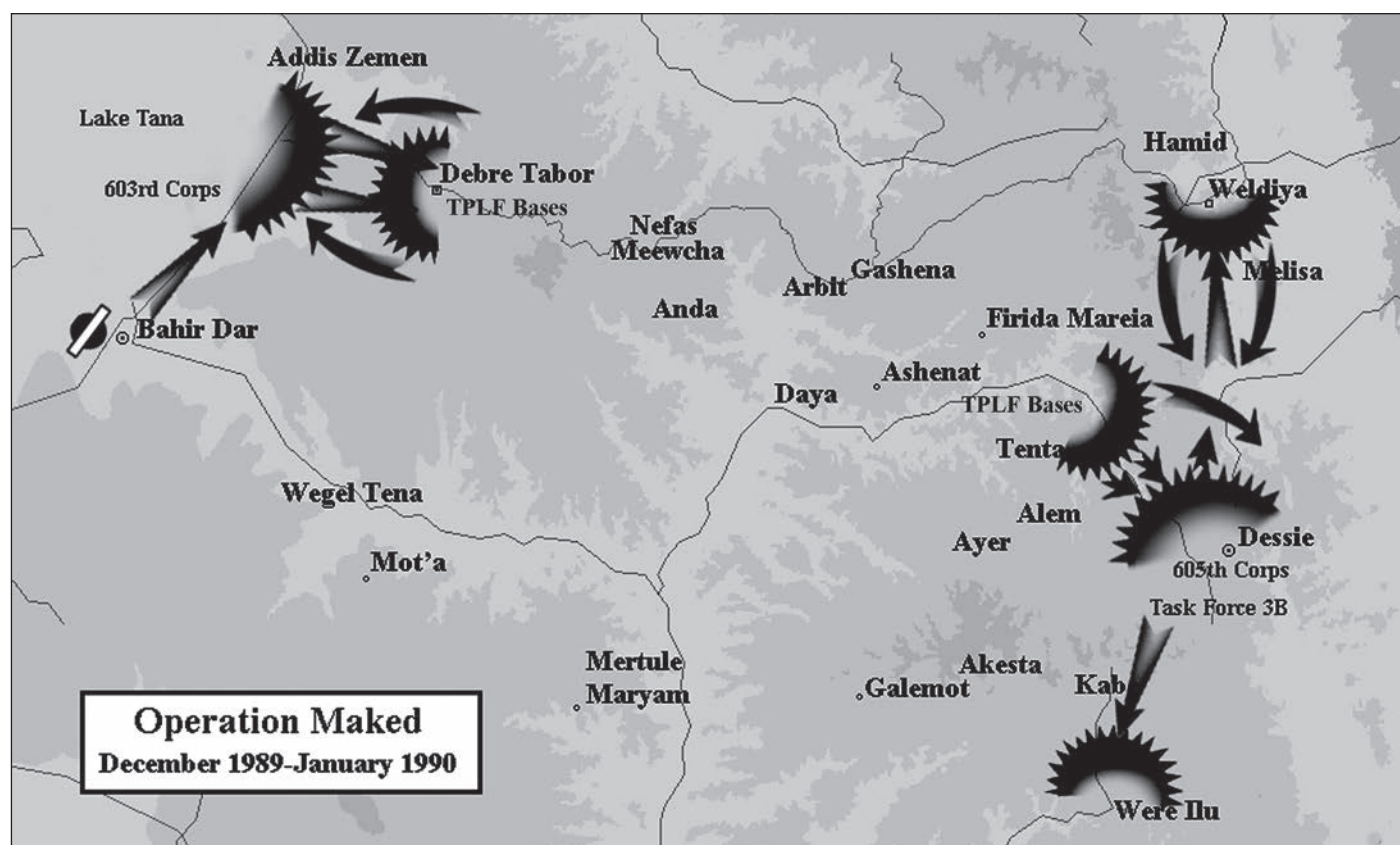 Addis Zemen
Lake Tana
Hamid
603rd Corps
Debre Tabor
Weldiya
TPLF Bases
Nefas
Meewcha
Gashena
Melisa
Arbit
Anda
Firida Mareia
Bahir Dar
Ashenat
Daya
TPLF Bases
Tenta
Wegel Tena
Alem
Ayer
Dessie
Mot'a
605th Corps
Task Force 3B
Mertule
Maryam
Akesta
Galemot
Kab
Operation Maked
December 1989-January 1990
Were Ilu